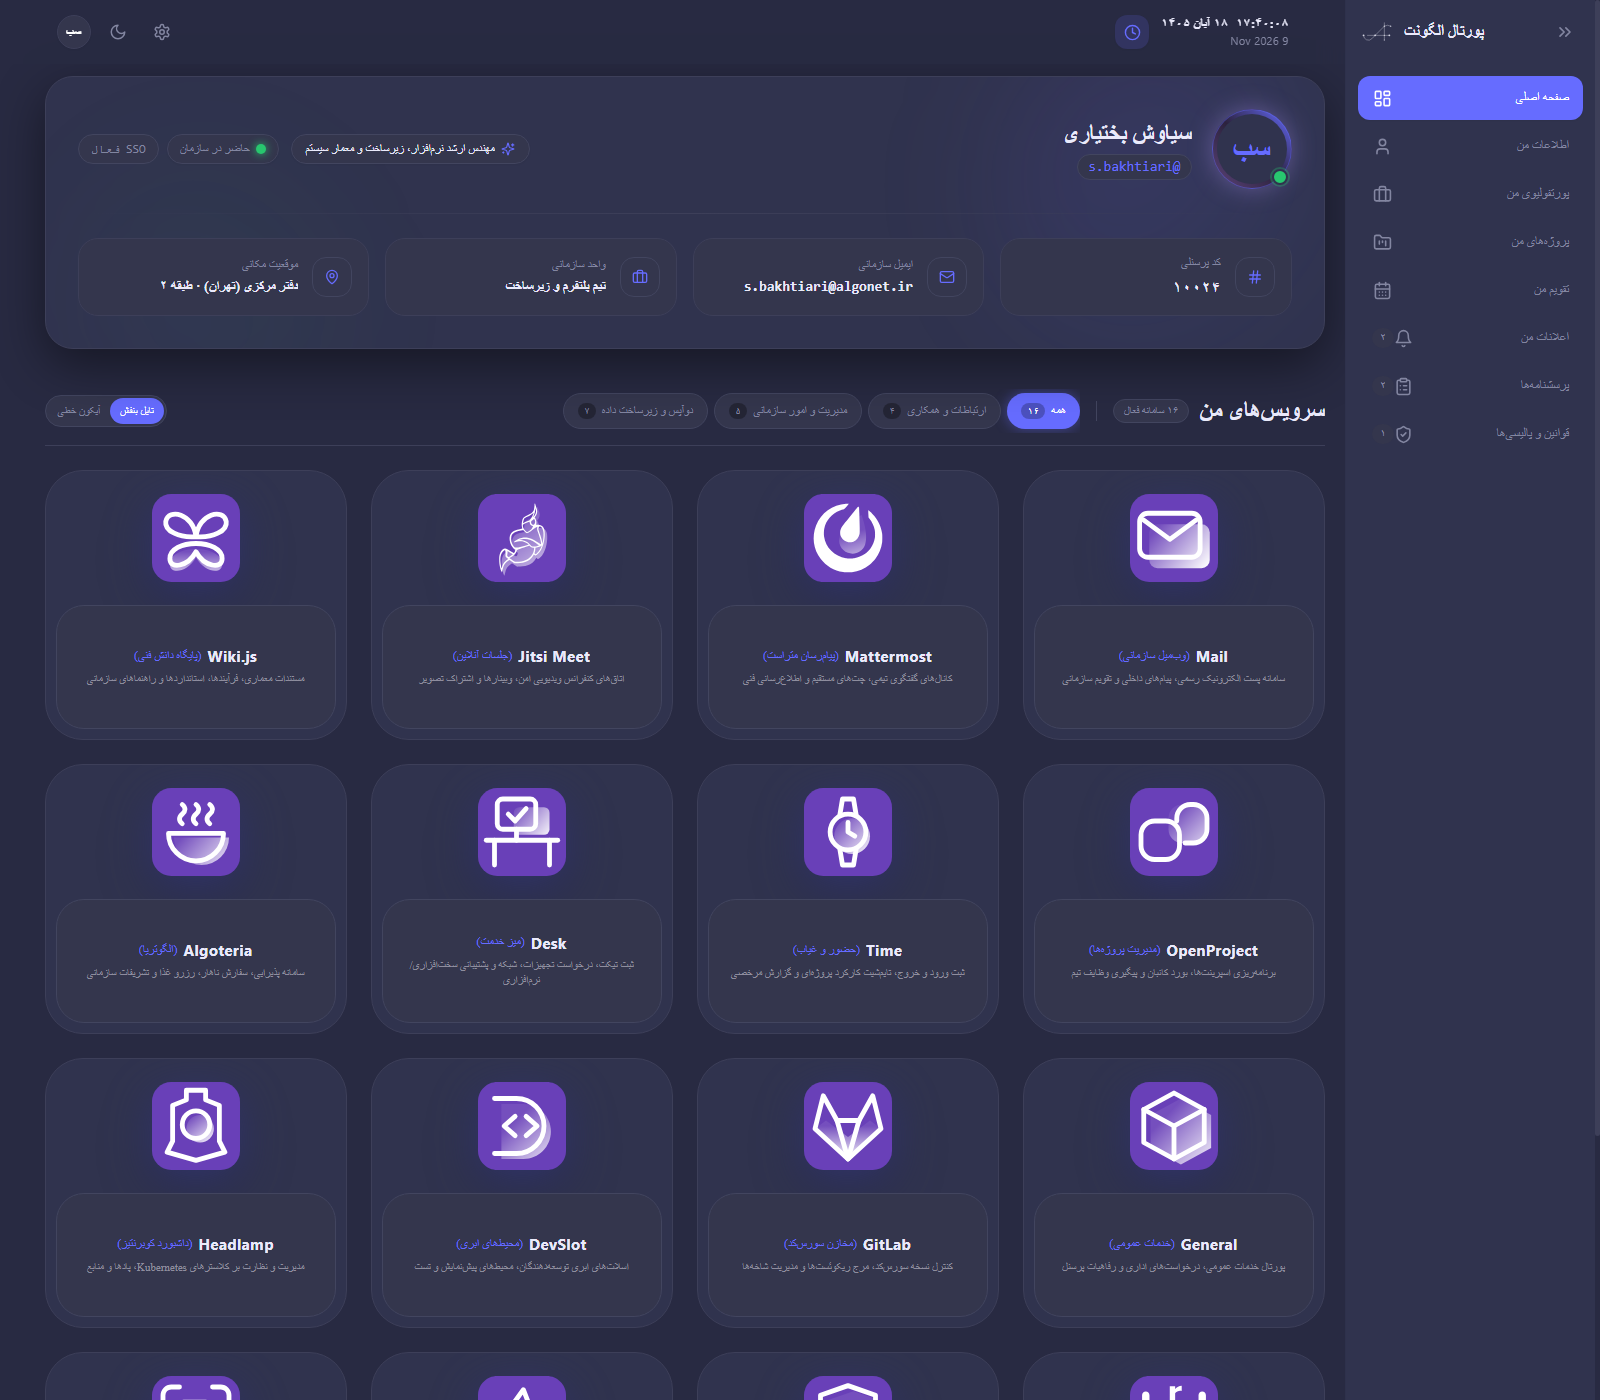 پورتال الگونت
صفحه اصلی
اطلاعات من
پورتفولیوی من
پروژه‌های من
تقویم من
اعلانات من ۲
پرسشنامه‌ها ۲
قوانین و پالیسی‌ها ۱
۱۷:۴۰:۰۸ ۱۸ آبان ۱۴۰۵
9 Nov 2026
سب
سب
سیاوش بختیاری
@s.bakhtiari
مهندس ارشد نرم‌افزار، زیرساخت و معمار سیستم
حاضر در سازمان
SSO فعال
کد پرسنلی
۱۰۰۲۴
ایمیل سازمانی
s.bakhtiari@algonet.ir
واحد سازمانی
تیم پلتفرم و زیرساخت
موقعیت مکانی
دفتر مرکزی (تهران) · طبقه ۲
سرویس‌های من
۱۶ سامانه فعال
همه ۱۶
ارتباطات و همکاری ۴
مدیریت و امور سازمانی ۵
دوآپس و زیرساخت داده ۷
تایل بنفش
آیکون خطی
Mail (وب‌میل سازمانی)
سامانه پست الکترونیک رسمی، پیام‌های داخلی و تقویم سازمانی
Mattermost (پیام‌رسان متراست)
کانال‌های گفتگوی تیمی، چت‌های مستقیم و اطلاع‌رسانی فنی
Jitsi Meet (جلسات آنلاین)
اتاق‌های کنفرانس ویدیویی امن، وبینارها و اشتراک تصویر
Wiki.js (پایگاه دانش فنی)
مستندات معماری، فرآیندها، استانداردها و راهنماهای سازمانی
OpenProject (مدیریت پروژه‌ها)
برنامه‌ریزی اسپرینت‌ها، بورد کانبان و پیگیری وظایف تیم
Time (حضور و غیاب)
ثبت ورود و خروج، تایم‌شیت کارکرد پروژه‌ای و گزارش مرخصی
Desk (میز خدمت)
ثبت تیکت، درخواست تجهیزات، شبکه و پشتیبانی سخت‌افزاری/
نرم‌افزاری
Algoteria (الگوتریا)
سامانه پذیرایی، سفارش ناهار، رزرو غذا و تشریفات سازمانی
General (خدمات عمومی)
پورتال خدمات عمومی، درخواست‌های اداری و رفاهیات پرسنل
GitLab (مخازن سورس‌کد)
کنترل نسخه سورس‌کد، مرج ریکوئست‌ها و مدیریت شاخه‌ها
DevSlot (محیط‌های ابری)
اسلات‌های ابری توسعه‌دهندگان، محیط‌های پیش‌نمایش و تست
Headlamp (داشبورد کوبرنتیز)
مدیریت و نظارت بر کلاسترهای Kubernetes، پادها و منابع